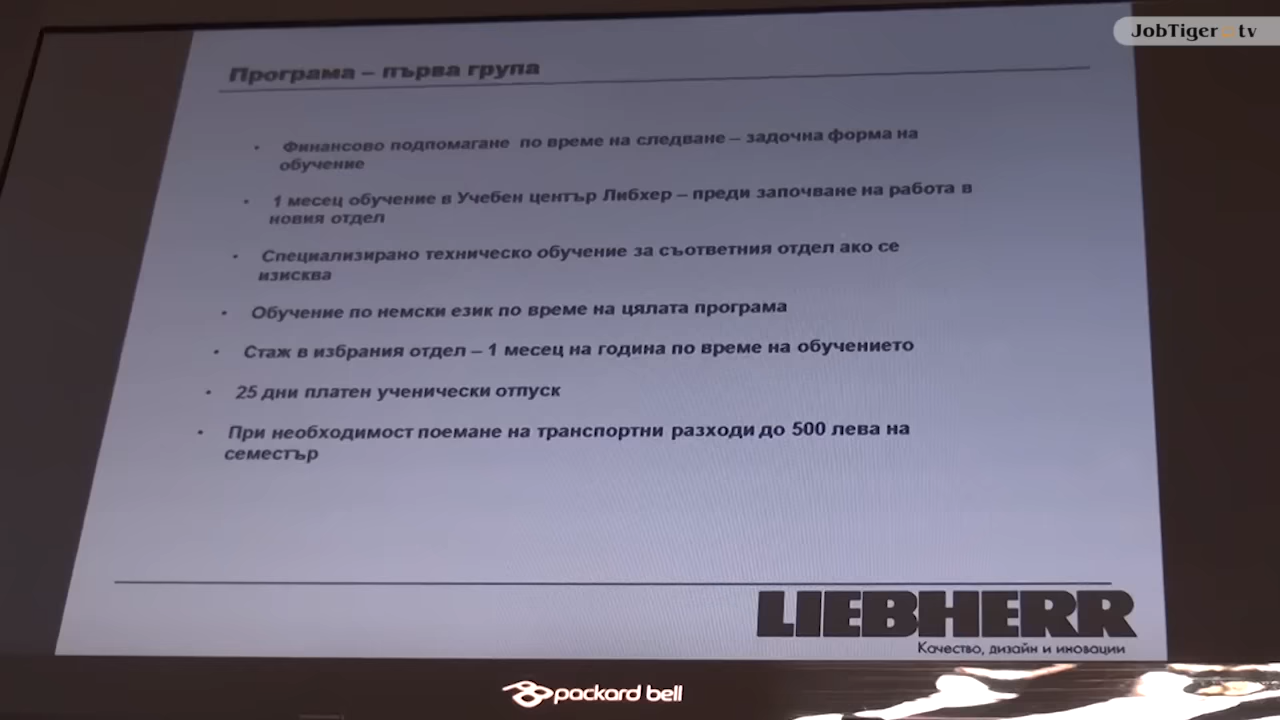 JobTiger tv
Програма – първа група
• Финансово подпомагане по време на следване – задочна форма на
обучение
• 1 месец обучение в Учебен център Либхер – преди започване на работа в
новия отдел
• Специализирано техническо обучение за съответния отдел ако се
изисква
• Обучение по немски език по време на цялата програма
• Стаж в избрания отдел – 1 месец на година по време на обучението
• 25 дни платен ученически отпуск
• При необходимост поемане на транспортни разходи до 500 лева на
семестър
LIEBHERR
Качество, дизайн и иновации
packard bell